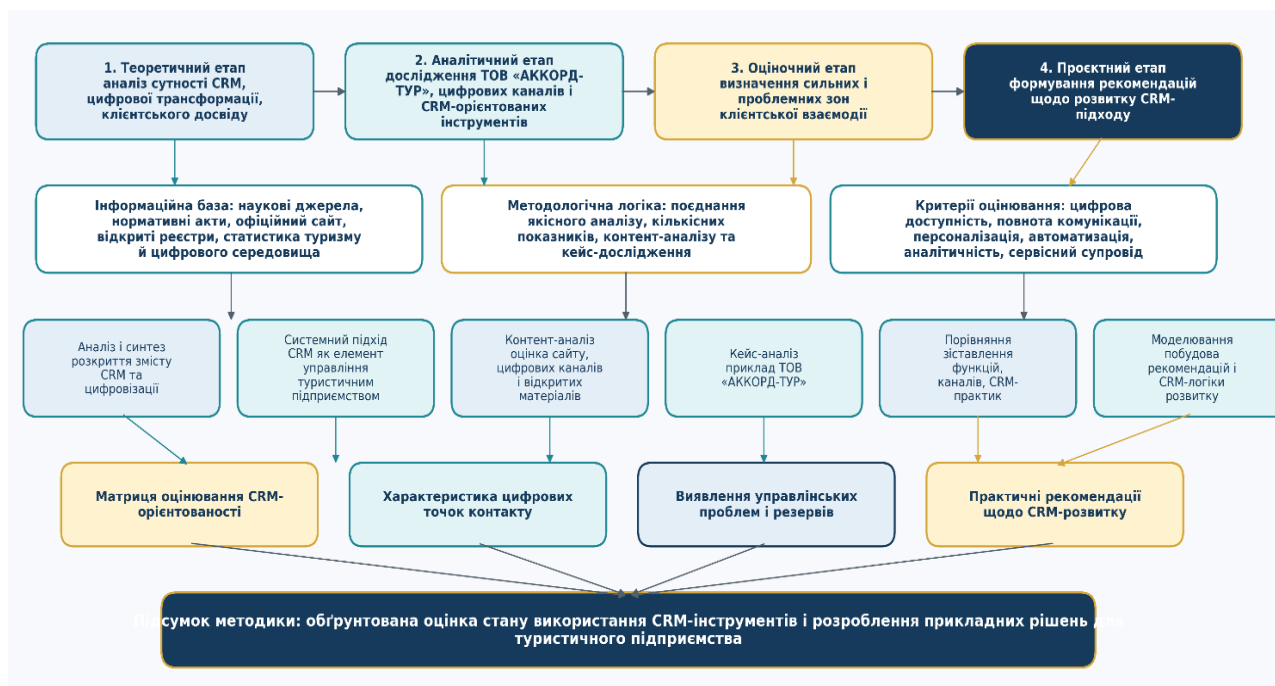 1. Теоретичний етап
аналіз сутності CRM,
цифрової трансформації,
клієнтського досвіду
2. Аналітичний етап
дослідження ТОВ «АККОРД-
ТУР», цифрових каналів і
CRM-орієнтованих
інструментів
3. Оціночний етап
визначення сильних і
проблемних зон
клієнтської взаємодії
4. Проєктний етап
формування рекомендацій
щодо розвитку CRM-
підходу
Інформаційна база: наукові джерела,
нормативні акти, офіційний сайт,
відкриті реєстри, статистика туризму
й цифрового середовища
Методологічна логіка: поєднання
якісного аналізу, кількісних
показників, контент-аналізу та
кейс-дослідження
Критерії оцінювання: цифрова
доступність, повнота комунікації,
персоналізація, автоматизація,
аналітичність, сервісний супровід
Аналіз і синтез
розкриття змісту
CRM та
цифровізації
Системний підхід
CRM як елемент
управління
туристичним
підприємством
Контент-аналіз
оцінка сайту,
цифрових каналів
і відкритих
матеріалів
Кейс-аналіз
приклад ТОВ
«АККОРД-ТУР»
Порівняння
зіставлення
функцій,
каналів, CRM-
практик
Моделювання
побудова
рекомендацій і
CRM-логіки
розвитку
Матриця оцінювання CRM-
орієнтованості
Характеристика цифрових
точок контакту
Виявлення управлінських
проблем і резервів
Практичні рекомендації
щодо CRM-розвитку
Підсумок методики: обґрунтована оцінка стану використання CRM-інструментів і розроблення прикладних рішень для
туристичного підприємства